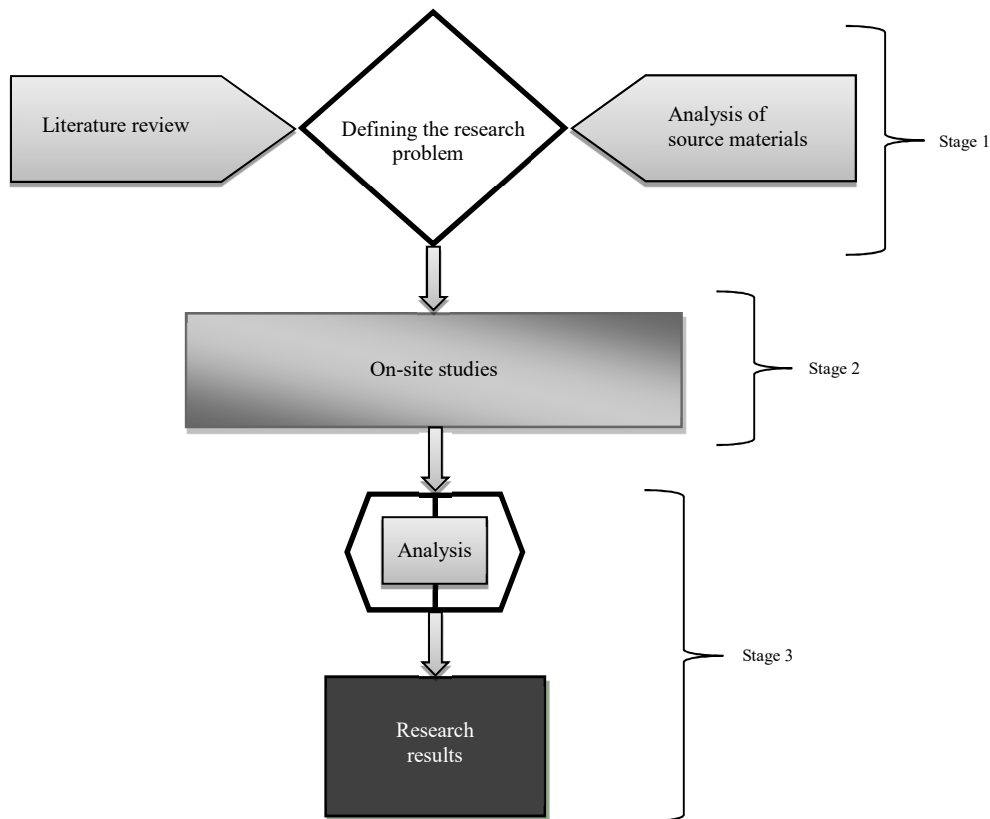 Literature review
Defining the research
problem
Analysis of
source materials
Stage 1
On-site studies
Stage 2
Analysis
Stage 3
Research
results